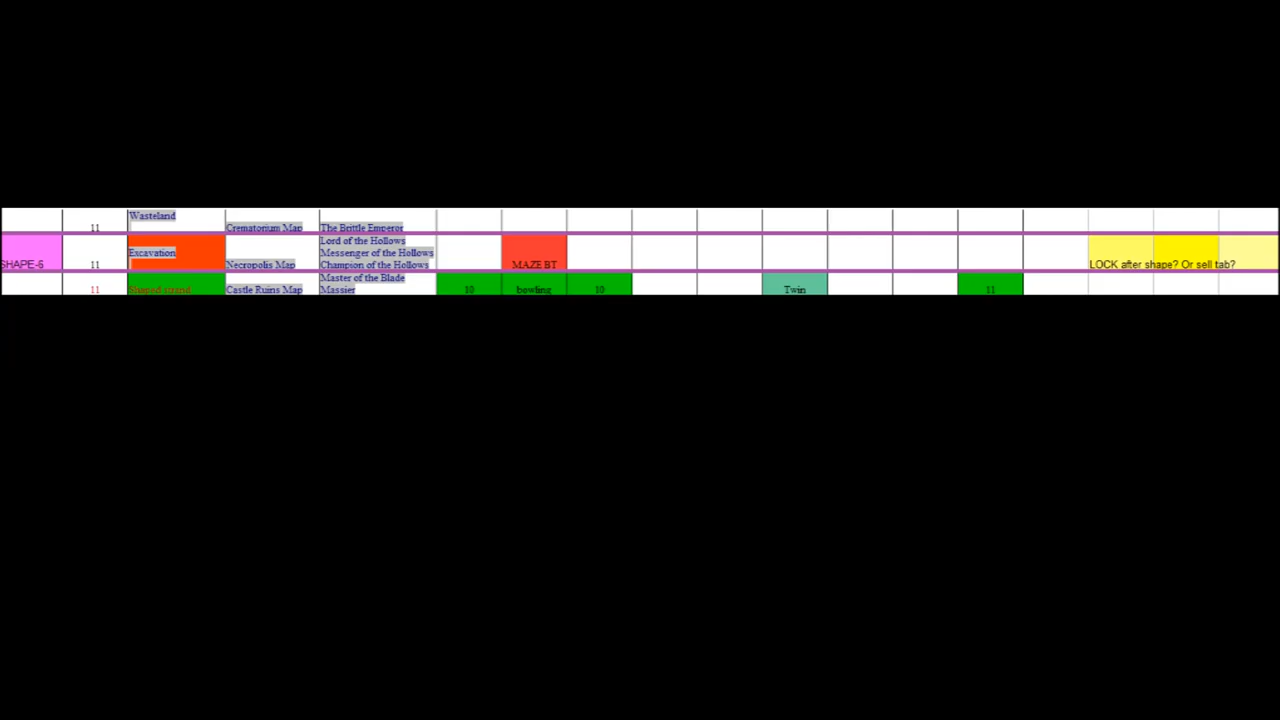 Wasteland
11 Crematorium Map The Brittle Emperor
Lord of the Hollows
Excavation Messenger of the Hollows
SHAPE-6 11 Necropolis Map Champion of the Hollows MAZE BT LOCK after shape? Or sell tab?
Master of the Blade
11 Shaped strand Castle Ruins Map Massier 10 bowling 10 Twin 11